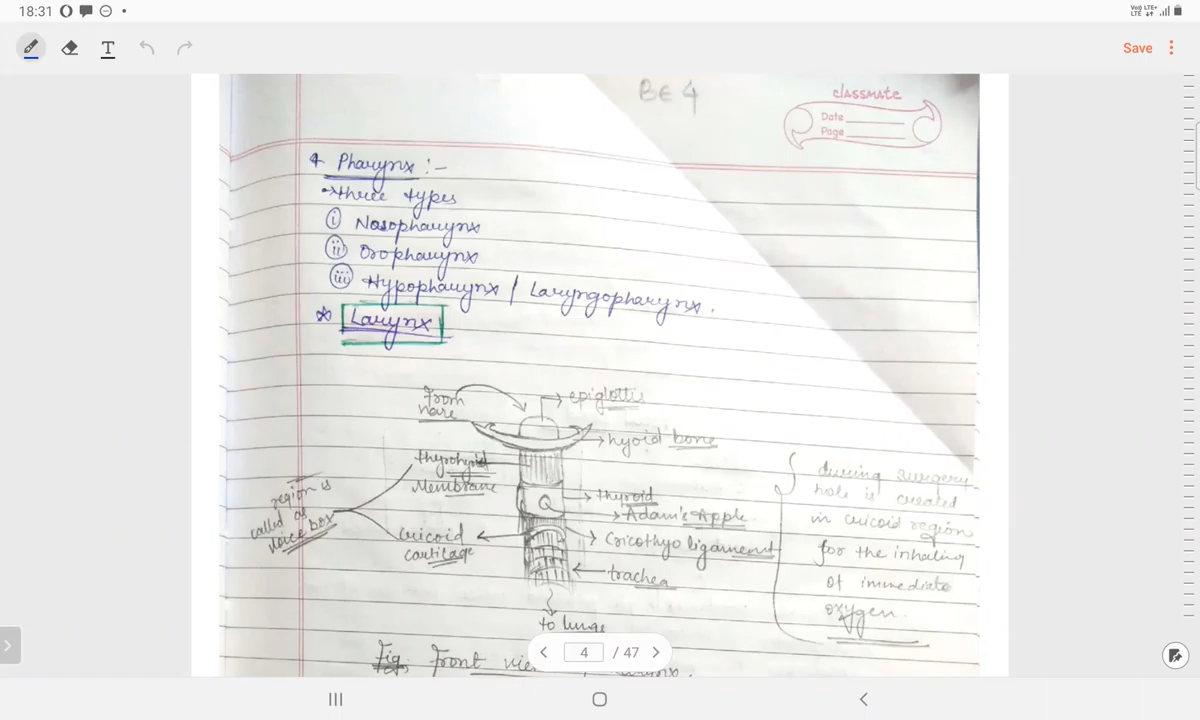 18:31
Vo)) LTE+
LTE
T
Save
BE 4
classmate
Date
Page
Pharynx :-
Three types
i Nasopharynx
ii Oropharynx
iii Hypopharynx / Laryngopharynx.
Larynx
From nare
epiglottis
hyoid bone
thyrohyoid
Membrane
region is
called as
voice box
thyroid
Adam's Apple
cricoid
cartilage
Cricothyo ligament
trachea
to lungs
during surgery
hole is created
in cricoid region
for the inhaling
of immediate
oxygen.
4 / 47
Fig. Front